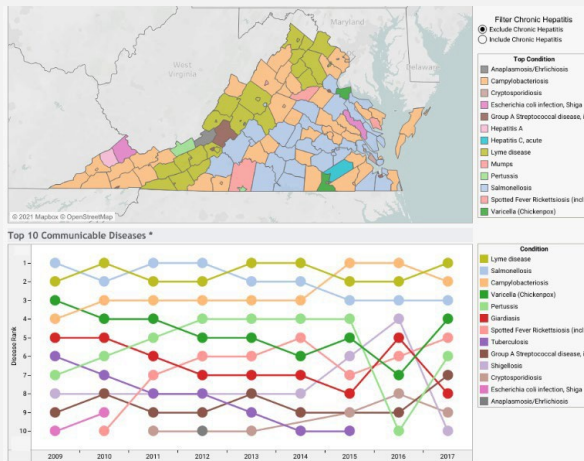 Maryland
West
Virginia
Delaware
© 2021 Mapbox © OpenStreetMap
Filter Chronic Hepatitis
Exclude Chronic Hepatitis
Include Chronic Hepatitis
Top Condition
Anaplasmosis/Ehrlichiosis
Campylobacteriosis
Cryptosporidiosis
Escherichia coli infection, Shiga
Group A Streptococcal disease, i
Hepatitis A
Hepatitis C, acute
Lyme disease
Mumps
Pertussis
Salmonellosis
Spotted Fever Rickettsiosis (incl
Varicella (Chickenpox)
Top 10 Communicable Diseases *
Disease Rank
1
2
3
4
5
6
7
8
9
10
2009 2010 2011 2012 2013 2014 2015 2016 2017
Condition
Lyme disease
Salmonellosis
Campylobacteriosis
Varicella (Chickenpox)
Pertussis
Giardiasis
Spotted Fever Rickettsiosis (incl
Tuberculosis
Group A Streptococcal disease, i
Shigellosis
Cryptosporidiosis
Escherichia coli infection, Shiga
Anaplasmosis/Ehrlichiosis